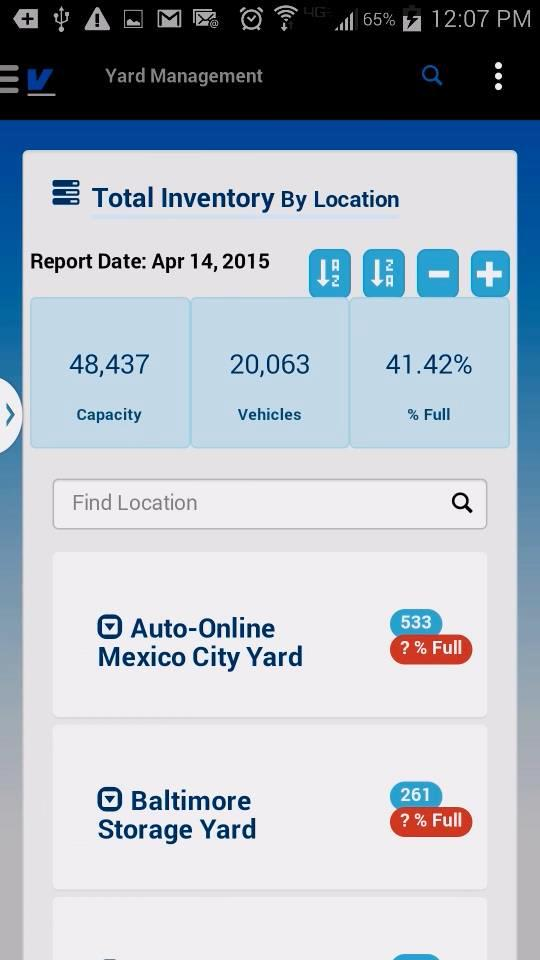 4G 65% 12:07 PM
Yard Management
Total Inventory By Location
Report Date: Apr 14, 2015
A Z
Z A
48,437 20,063 41.42%
Capacity Vehicles % Full
Find Location
Auto-Online 533
Mexico City Yard ? % Full
Baltimore 261
Storage Yard ? % Full